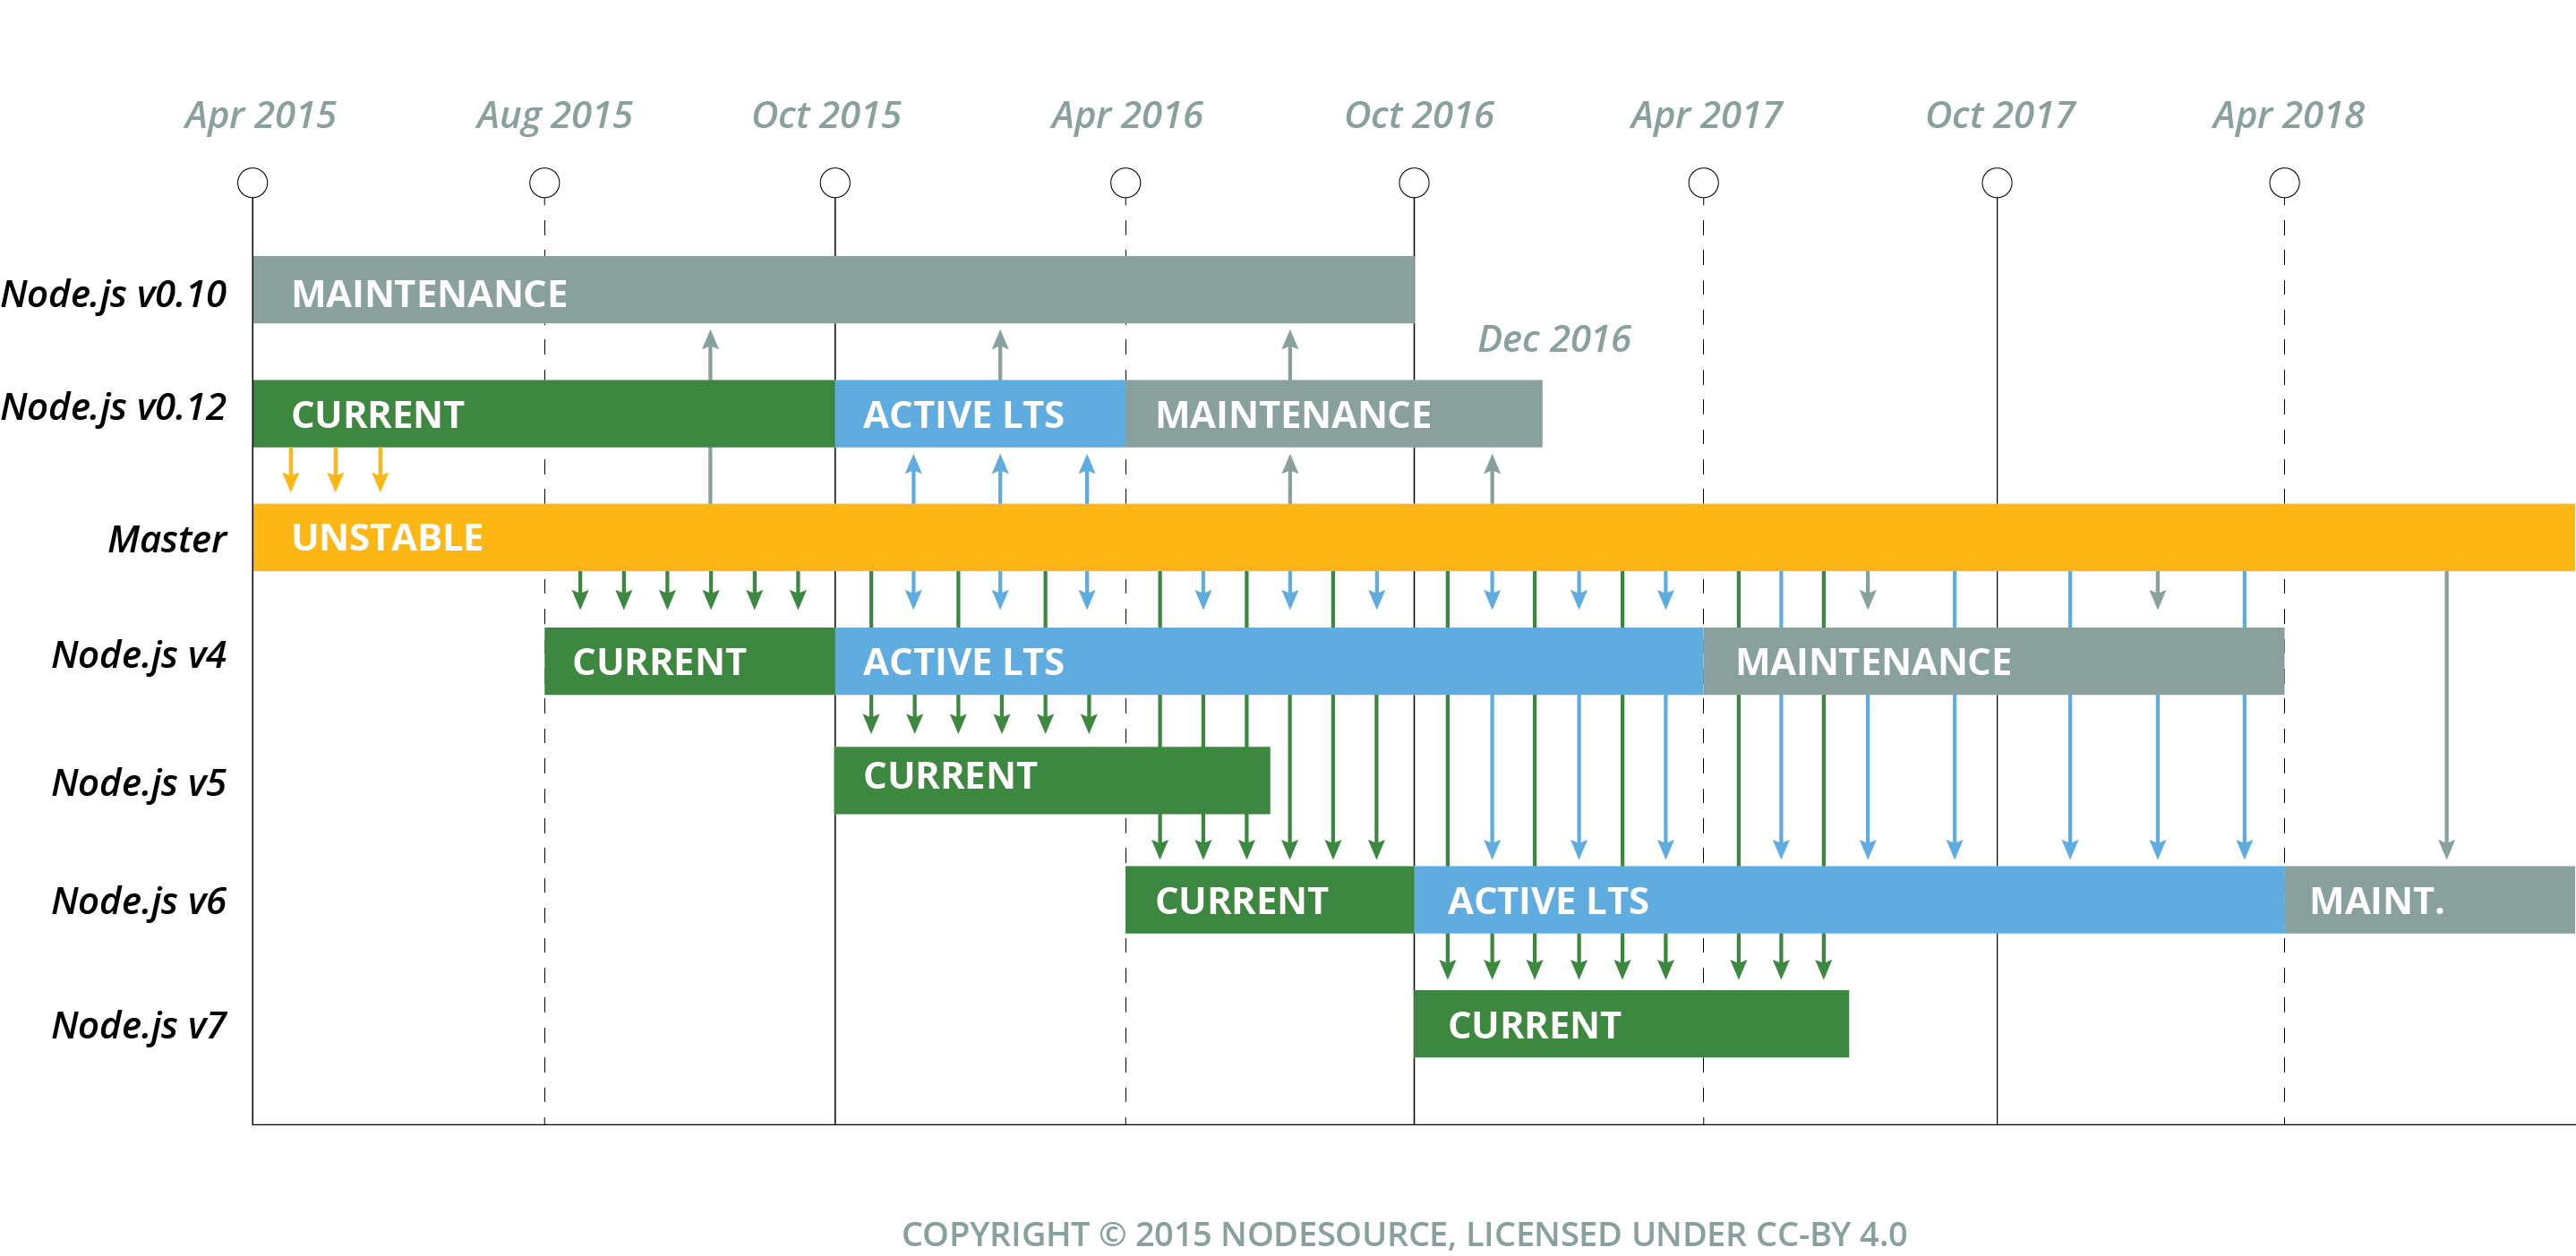 Apr 2015 Aug 2015 Oct 2015 Apr 2016 Oct 2016 Apr 2017 Oct 2017 Apr 2018
Node.js v0.10 MAINTENANCE
Dec 2016
Node.js v0.12 CURRENT ACTIVE LTS MAINTENANCE
Master UNSTABLE
Node.js v4 CURRENT ACTIVE LTS MAINTENANCE
Node.js v5 CURRENT
Node.js v6 CURRENT ACTIVE LTS MAINT.
Node.js v7 CURRENT
COPYRIGHT © 2015 NODESOURCE, LICENSED UNDER CC-BY 4.0